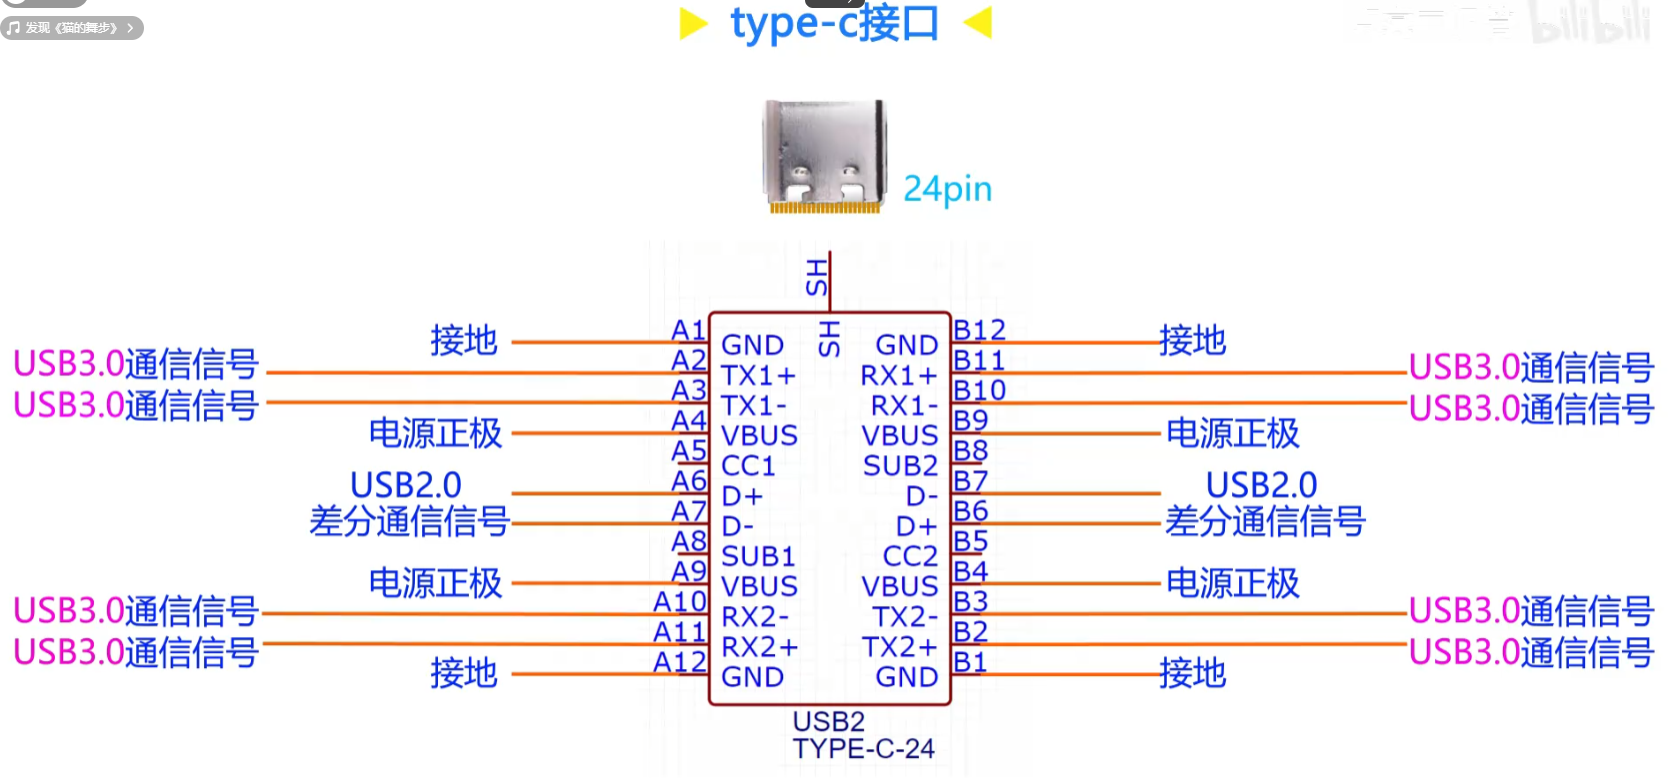 发现《猫的舞步》
type-c接口
bilibili
24pin
SH
SH
接地 A1 GND GND B12 接地
USB3.0通信信号 A2 TX1+ RX1+ B11 USB3.0通信信号
USB3.0通信信号 A3 TX1- RX1- B10 USB3.0通信信号
电源正极 A4 VBUS VBUS B9 电源正极
A5 CC1 SUB2 B8
USB2.0 A6 D+ D- B7 USB2.0
差分通信信号 A7 D- D+ B6 差分通信信号
A8 SUB1 CC2 B5
电源正极 A9 VBUS VBUS B4 电源正极
USB3.0通信信号 A10 RX2- TX2- B3 USB3.0通信信号
USB3.0通信信号 A11 RX2+ TX2+ B2 USB3.0通信信号
接地 A12 GND GND B1 接地
USB2
TYPE-C-24